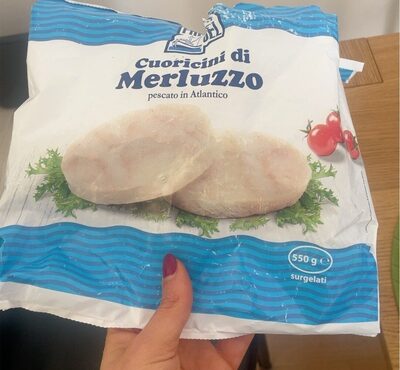 Cuoricini di
Merluzzo
pescato in Atlantico
550 g e
surgelati